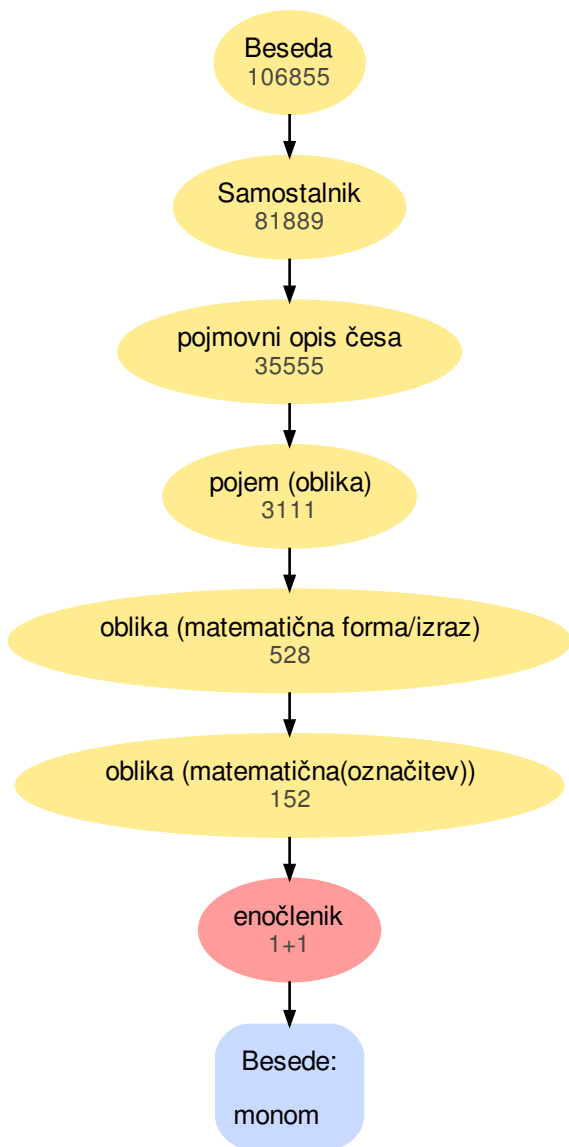 Beseda
106855
Samostalnik
81889
pojmovni opis česa
35555
pojem (oblika)
3111
oblika (matematična forma/izraz)
528
oblika (matematična(označitev))
152
enočlenik
1+1
Besede:
monom